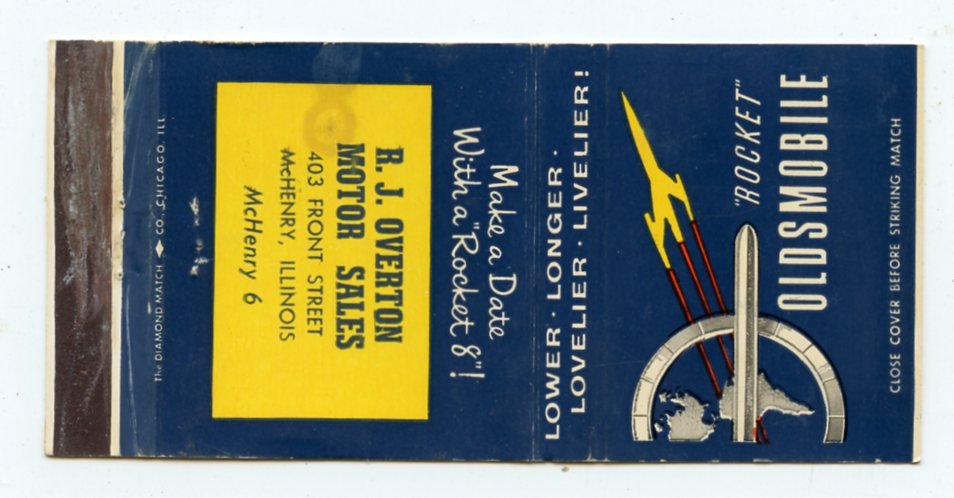 CLOSE COVER BEFORE STRIKING MATCH
OLDSMOBILE
"ROCKET"
LOWER · LONGER ·
LOVELIER · LIVELIER!
Make a Date
With a "Rocket 8"!
R. J. OVERTON
MOTOR SALES
403 FRONT STREET
McHENRY, ILLINOIS
McHenry 6
The DIAMOND MATCH CO., CHICAGO, ILL.